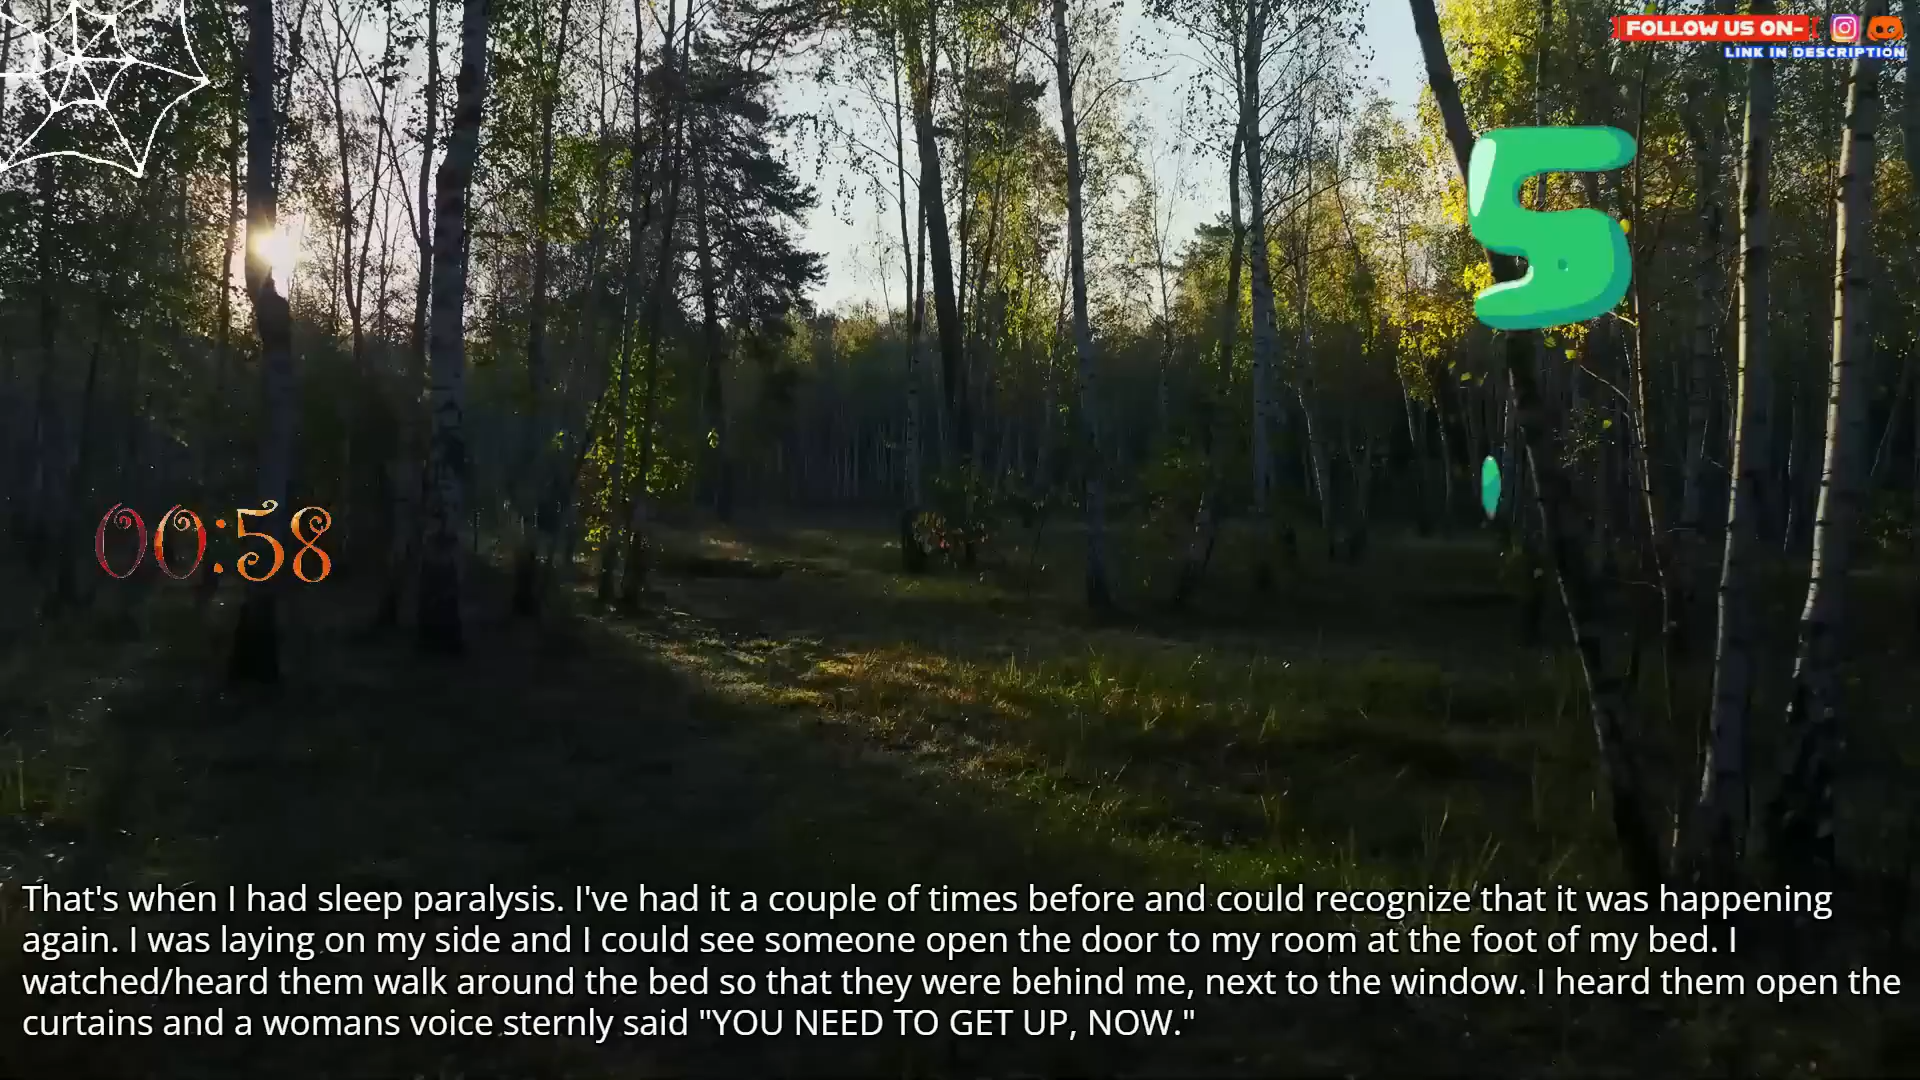 FOLLOW US ON-
LINK IN DESCRIPTION
5
00:58
That's when I had sleep paralysis. I've had it a couple of times before and could recognize that it was happening
again. I was laying on my side and I could see someone open the door to my room at the foot of my bed. I
watched/heard them walk around the bed so that they were behind me, next to the window. I heard them open the
curtains and a womans voice sternly said "YOU NEED TO GET UP, NOW."